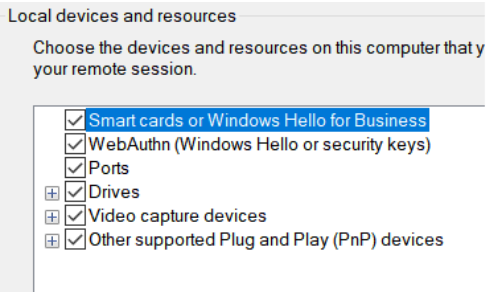 Local devices and resources
Choose the devices and resources on this computer that y
your remote session.
Smart cards or Windows Hello for Business
WebAuthn (Windows Hello or security keys)
Ports
Drives
Video capture devices
Other supported Plug and Play (PnP) devices